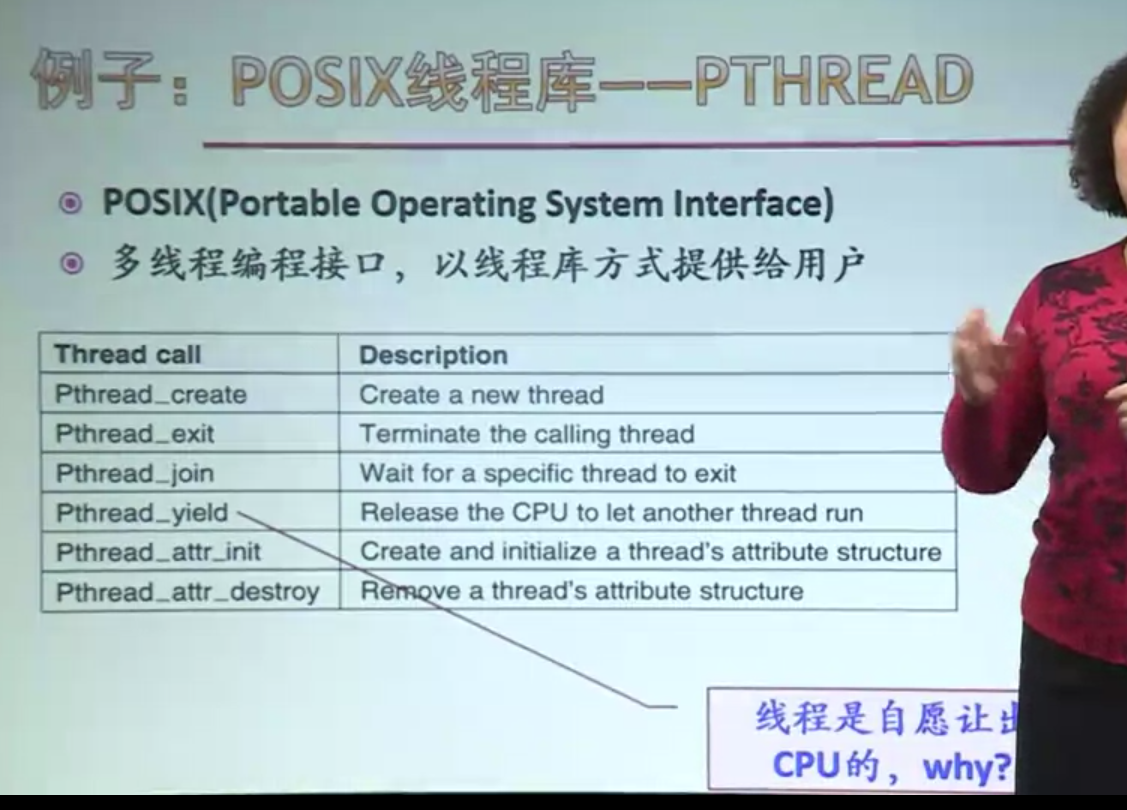 例子：POSIX线程库——PTHREAD
POSIX(Portable Operating System Interface)
多线程编程接口，以线程库方式提供给用户
Thread call Description
Pthread_create Create a new thread
Pthread_exit Terminate the calling thread
Pthread_join Wait for a specific thread to exit
Pthread_yield Release the CPU to let another thread run
Pthread_attr_init Create and initialize a thread's attribute structure
Pthread_attr_destroy Remove a thread's attribute structure
线程是自愿让出
CPU的，why?